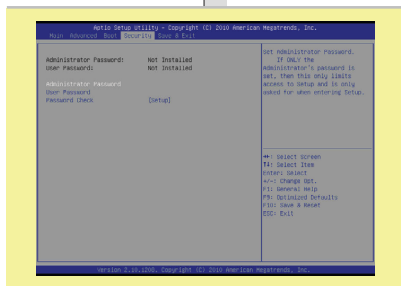 Aptio Setup Utility - Copyright (C) 2010 American Megatrends, Inc.
Main Advanced Boot Security Save & Exit
Administrator Password: Not Installed
User Password: Not Installed
Administrator Password
User Password
Password Check [Setup]
Set Administrator Password.
If ONLY the
Administrator's password is
set, then this only limits
access to Setup and is only
asked for when entering Setup.
→←: Select Screen
↑↓: Select Item
Enter: Select
+/-: Change Opt.
F1: General Help
F9: Optimized Defaults
F10: Save & Reset
ESC: Exit
Version 2.10.1208. Copyright (C) 2010 American Megatrends, Inc.